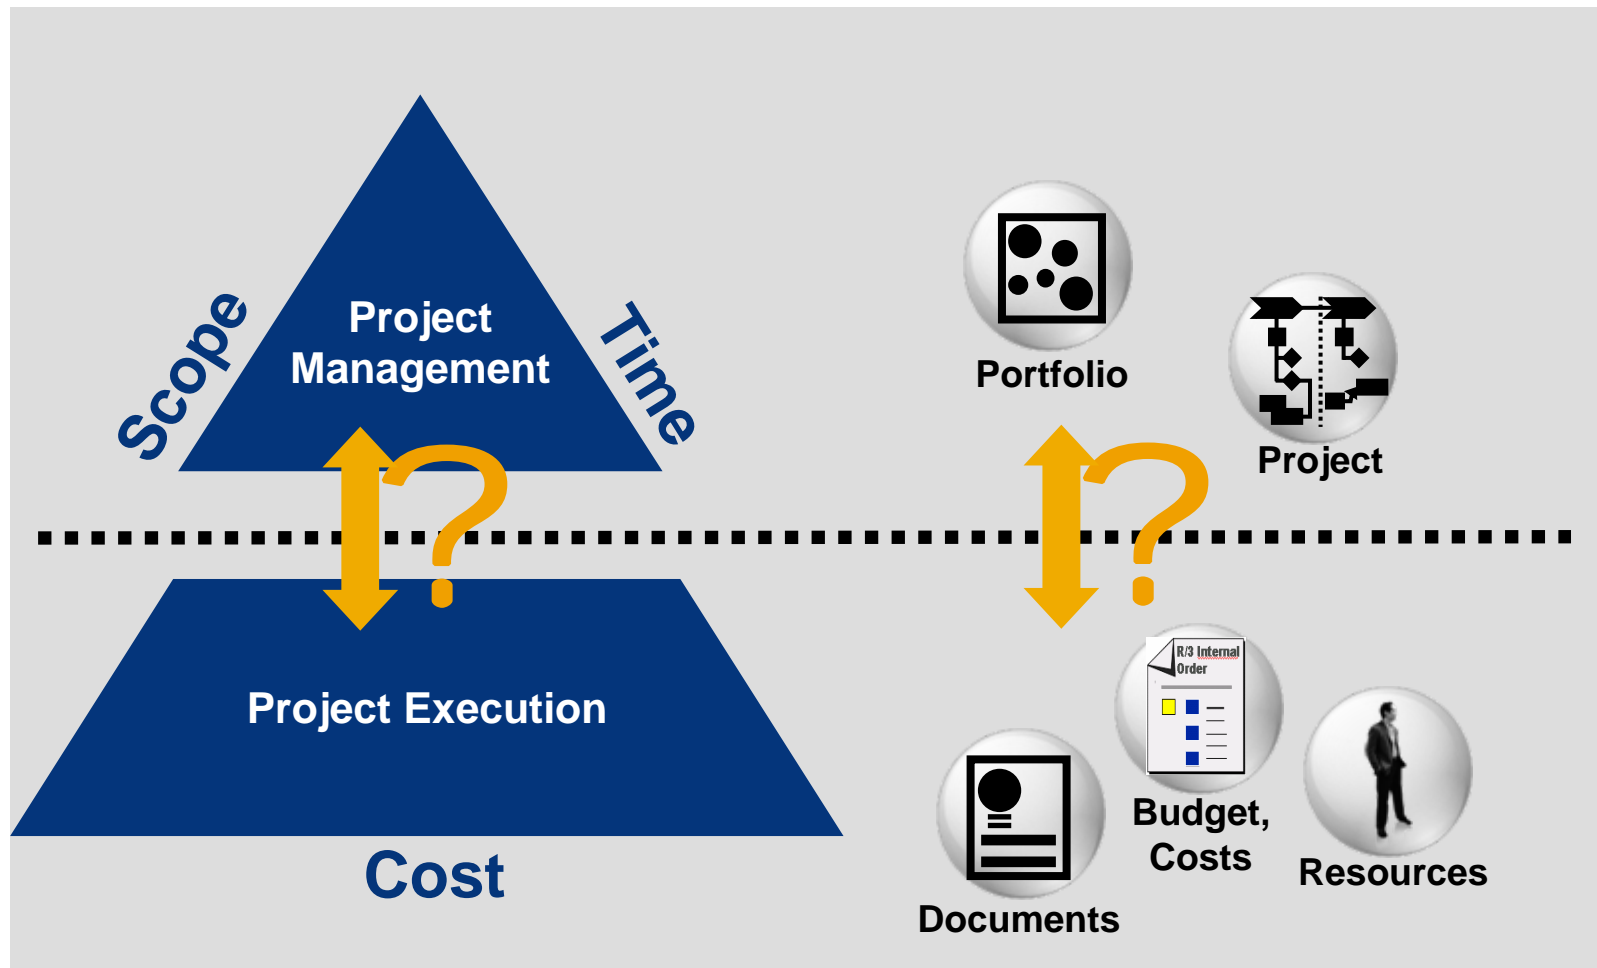 Scope
Project
Management
Time
?
Portfolio
Project
?
Project Execution
Cost
R/3 Internal
Order
Budget,
Costs
Resources
Documents